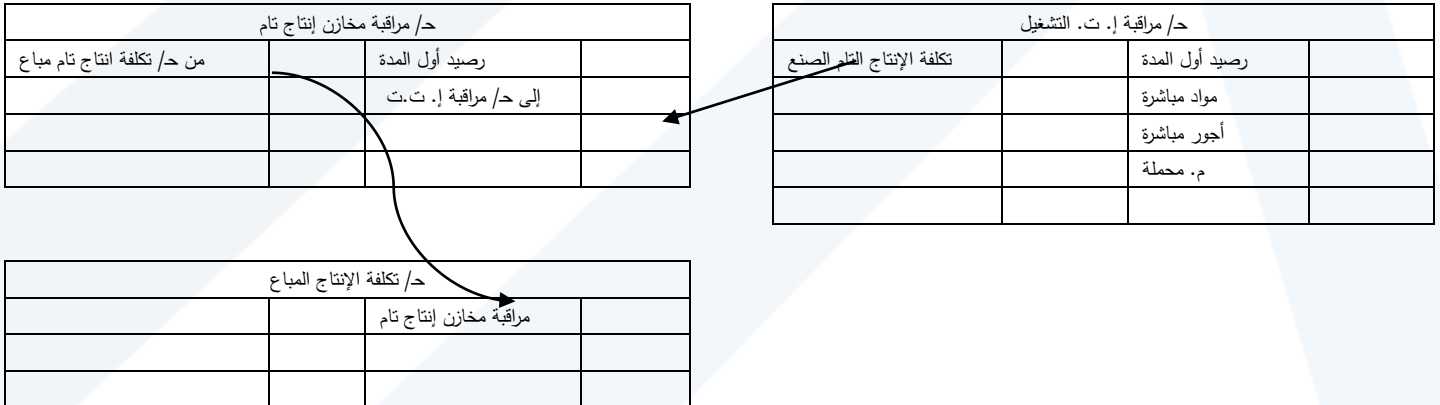 حـ/ مراقبة إ. ت. التشغيل
رصيد أول المدة تكلفة الإنتاج التام الصنع
مواد مباشرة
أجور مباشرة
م. محملة
حـ/ مراقبة مخازن إنتاج تام
رصيد أول المدة من حـ/ تكلفة انتاج تام مباع
إلى حـ/ مراقبة إ. ت.ت
حـ/ تكلفة الإنتاج المباع
مراقبة مخازن إنتاج تام